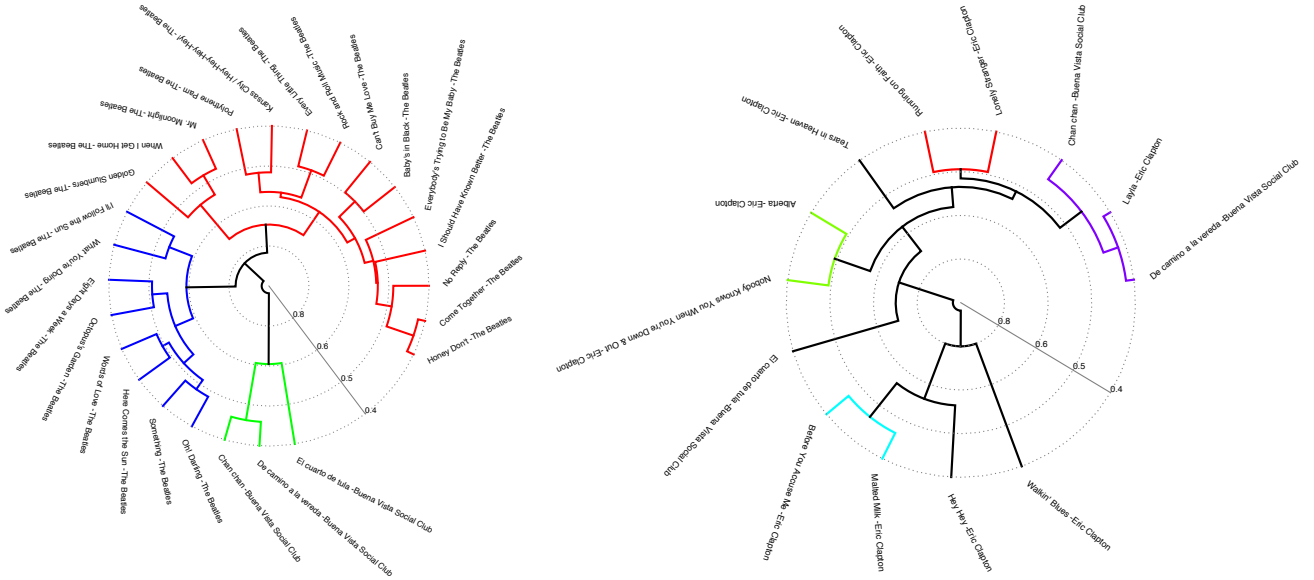 Kansas City / Hey-Hey-Hey-Hey! -The Beatles
Every Little Thing -The Beatles
Rock and Roll Music -The Beatles
Can't Buy Me Love -The Beatles
Baby's in Black -The Beatles
Everybody's Trying to Be My Baby -The Beatles
I Should Have Known Better -The Beatles
No Reply -The Beatles
Come Together -The Beatles
Honey Don't -The Beatles
El cuarto de tula -Buena Vista Social Club
De camino a la vereda -Buena Vista Social Club
Chan chan -Buena Vista Social Club
Oh! Darling -The Beatles
Something -The Beatles
Here Comes the Sun -The Beatles
Words of Love -The Beatles
Octopus's Garden -The Beatles
Eight Days a Week -The Beatles
What You're Doing -The Beatles
I'll Follow the Sun -The Beatles
Golden Slumbers -The Beatles
When I Get Home -The Beatles
Mr. Moonlight -The Beatles
Polythene Pam -The Beatles
0.8
0.6
0.5
0.4
Lonely Stranger -Eric Clapton
Chan chan -Buena Vista Social Club
Layla -Eric Clapton
De camino a la vereda -Buena Vista Social Club
Walkin' Blues -Eric Clapton
Hey Hey -Eric Clapton
Malted Milk -Eric Clapton
Before You Accuse Me -Eric Clapton
El cuarto de tula -Buena Vista Social Club
Nobody Knows You When You're Down & Out -Eric Clapton
Alberta -Eric Clapton
Tears in Heaven -Eric Clapton
Running on Faith -Eric Clapton
0.8
0.6
0.5
0.4